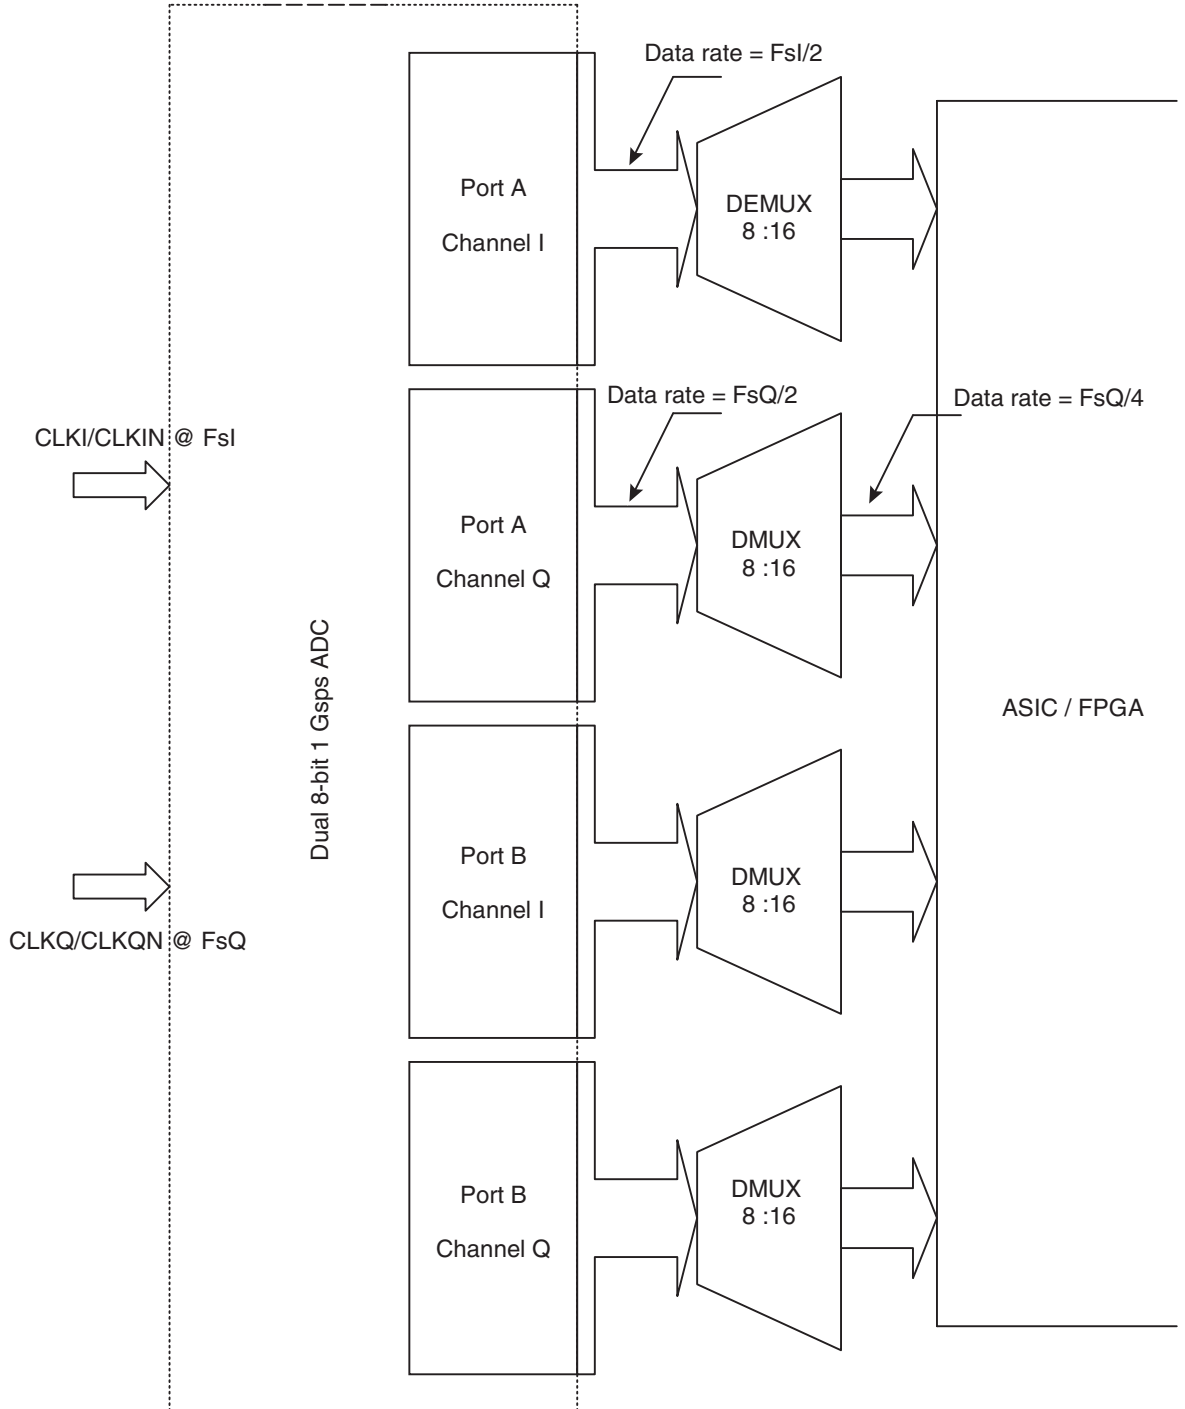 Data rate = FsI/2
Port A
Channel I
DEMUX
8 :16
Data rate = FsQ/2
Data rate = FsQ/4
CLKI/CLKIN @ FsI
Port A
Channel Q
DMUX
8 :16
Dual 8-bit 1 Gsps ADC
ASIC / FPGA
Port B
Channel I
DMUX
8 :16
CLKQ/CLKQN @ FsQ
Port B
Channel Q
DMUX
8 :16